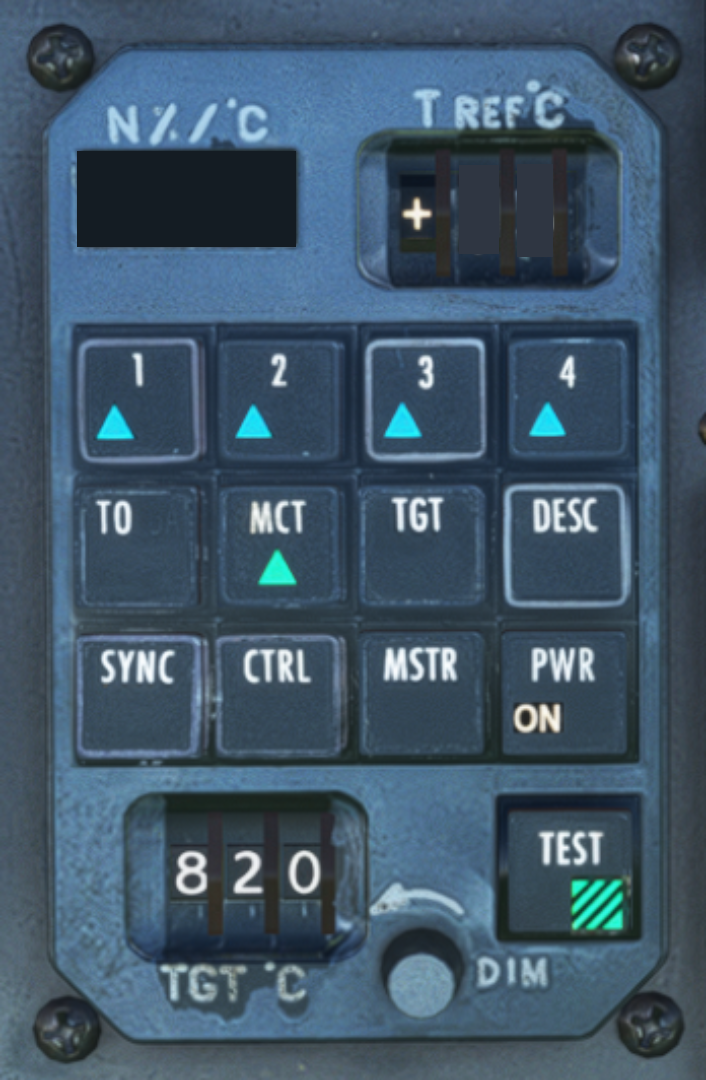 N%/°C T REF°C
+
1 2 3 4
TO MCT TGT DESC
SYNC CTRL MSTR PWR
ON
820 TEST
TGT °C DIM